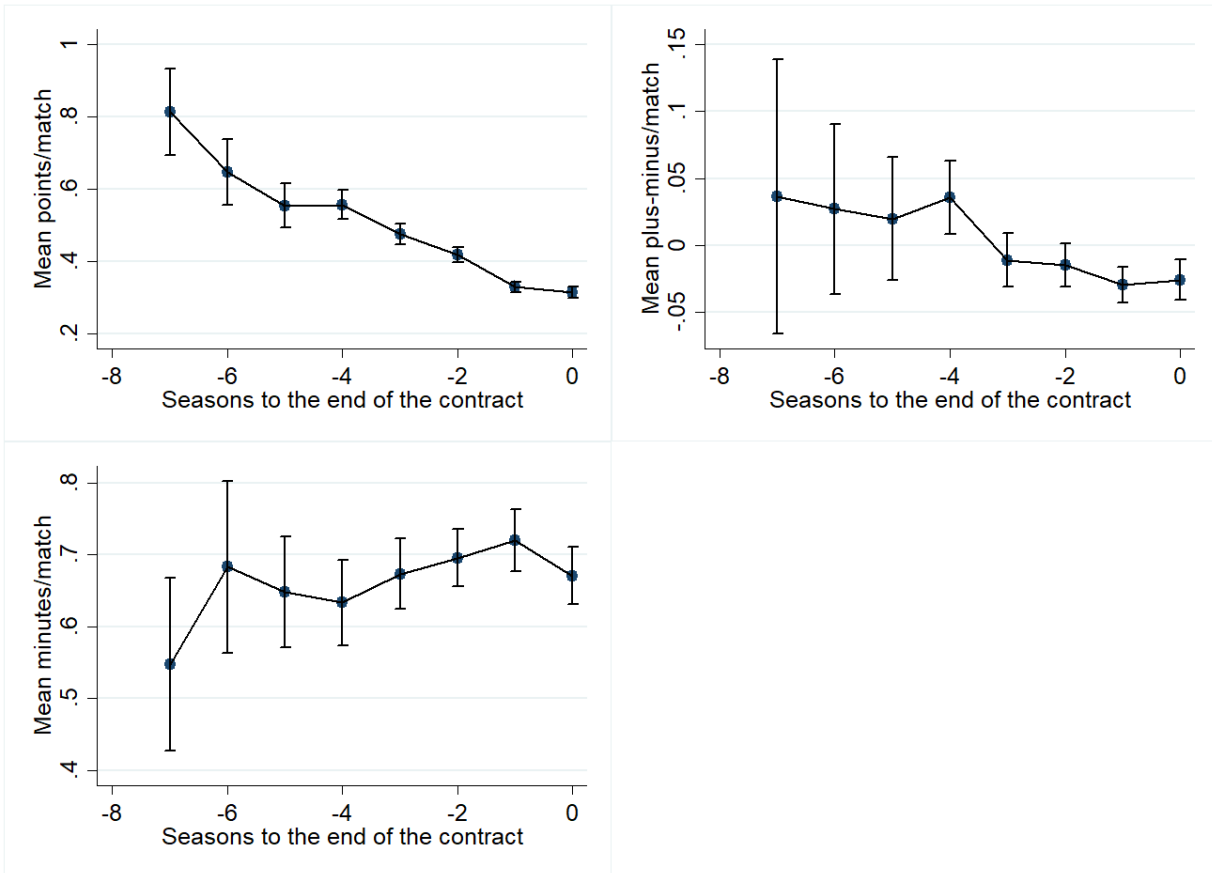 Mean points/match
1
.8
.6
.4
.2
-8 -6 -4 -2 0
Seasons to the end of the contract
Mean plus-minus/match
.15
.1
.05
0
-.05
-8 -6 -4 -2 0
Seasons to the end of the contract
Mean minutes/match
.8
.7
.6
.5
.4
-8 -6 -4 -2 0
Seasons to the end of the contract